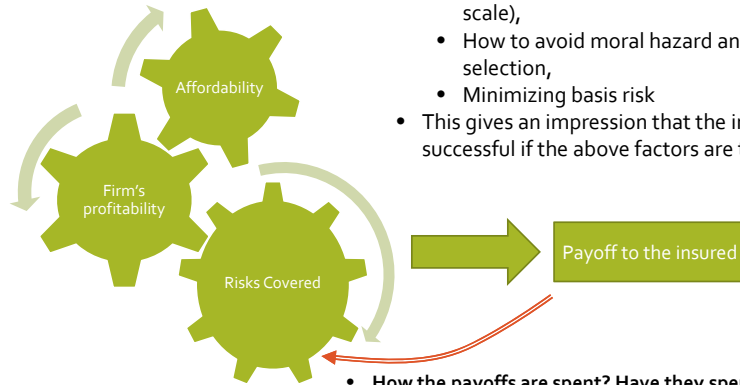 scale),
• How to avoid moral hazard an
selection,
• Minimizing basis risk
• This gives an impression that the i
successful if the above factors are t
Affordability
Firm's
profitability
Risks Covered
Payoff to the insured
• How the payoffs are spent? Have they spe